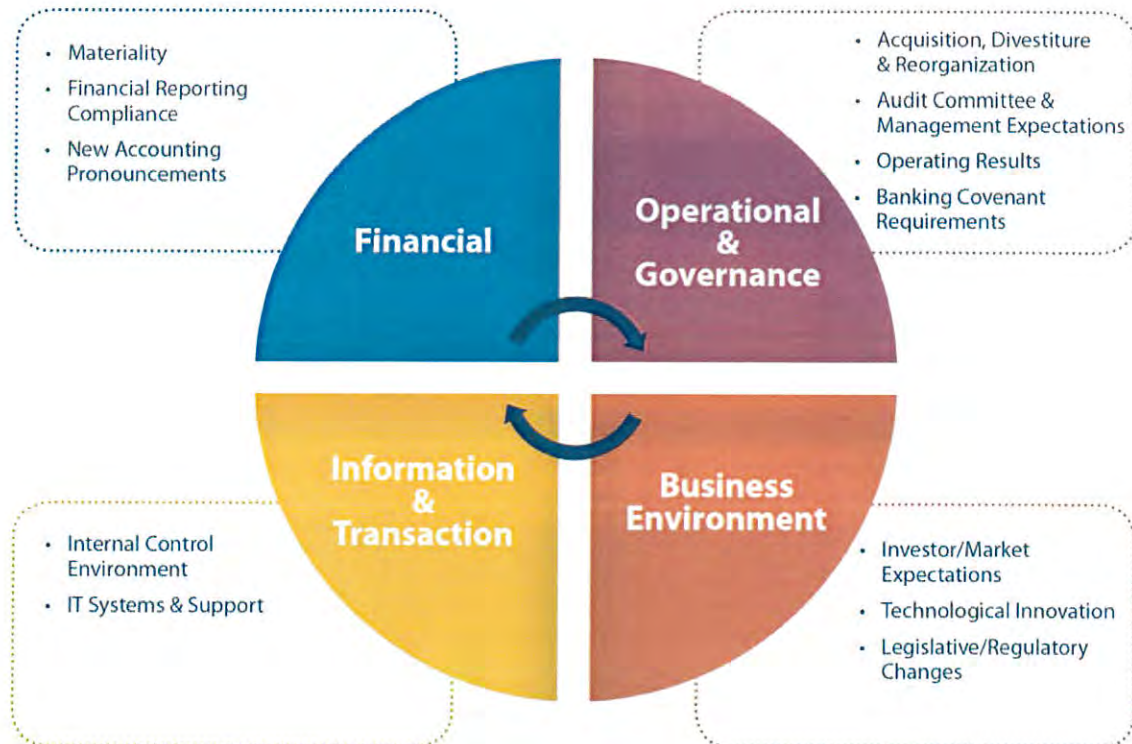 • Materiality
• Financial Reporting
Compliance
• New Accounting
Pronouncements
• Acquisition, Divestiture
& Reorganization
• Audit Committee &
Management Expectations
• Operating Results
• Banking Covenant
Requirements
Financial
Operational
&
Governance
Information
&
Transaction
Business
Environment
• Internal Control
Environment
• IT Systems & Support
• Investor/Market
Expectations
• Technological Innovation
• Legislative/Regulatory
Changes